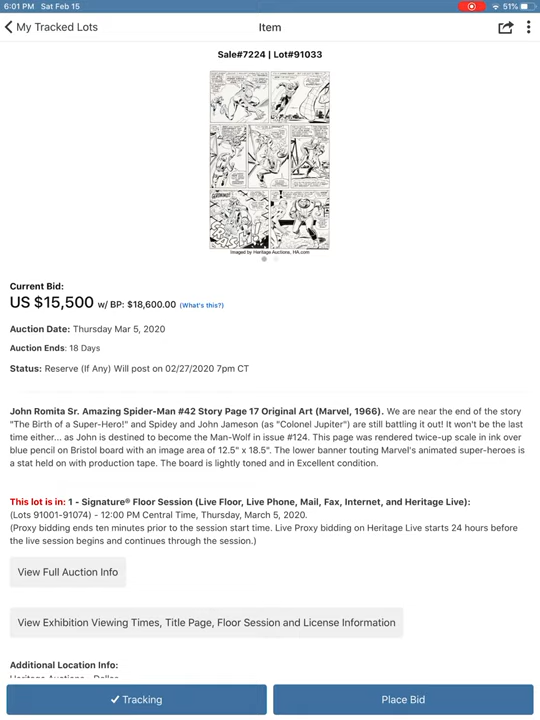 6:01 PM Sat Feb 15
51%
My Tracked Lots
Item
Sale#7224 | Lot#91033
Imaged by Heritage Auctions, HA.com
Current Bid:
US $15,500 w/ BP: $18,600.00 (What's this?)
Auction Date: Thursday Mar 5, 2020
Auction Ends: 18 Days
Status: Reserve (If Any) Will post on 02/27/2020 7pm CT
John Romita Sr. Amazing Spider-Man #42 Story Page 17 Original Art (Marvel, 1966). We are near the end of the story
"The Birth of a Super-Hero!" and Spidey and John Jameson (as "Colonel Jupiter") are still battling it out! It won't be the last
time either... as John is destined to become the Man-Wolf in issue #124. This page was rendered twice-up scale in ink over
blue pencil on Bristol board with an image area of 12.5" x 18.5". The lower banner touting Marvel's animated super-heroes is
a stat held on with production tape. The board is lightly toned and in Excellent condition.
This lot is in: 1 - Signature® Floor Session (Live Floor, Live Phone, Mail, Fax, Internet, and Heritage Live):
(Lots 91001-91074) - 12:00 PM Central Time, Thursday, March 5, 2020.
(Proxy bidding ends ten minutes prior to the session start time. Live Proxy bidding on Heritage Live starts 24 hours before
the live session begins and continues through the session.)
View Full Auction Info
View Exhibition Viewing Times, Title Page, Floor Session and License Information
Additional Location Info:
Heritage Auctions - Dallas
Tracking
Place Bid